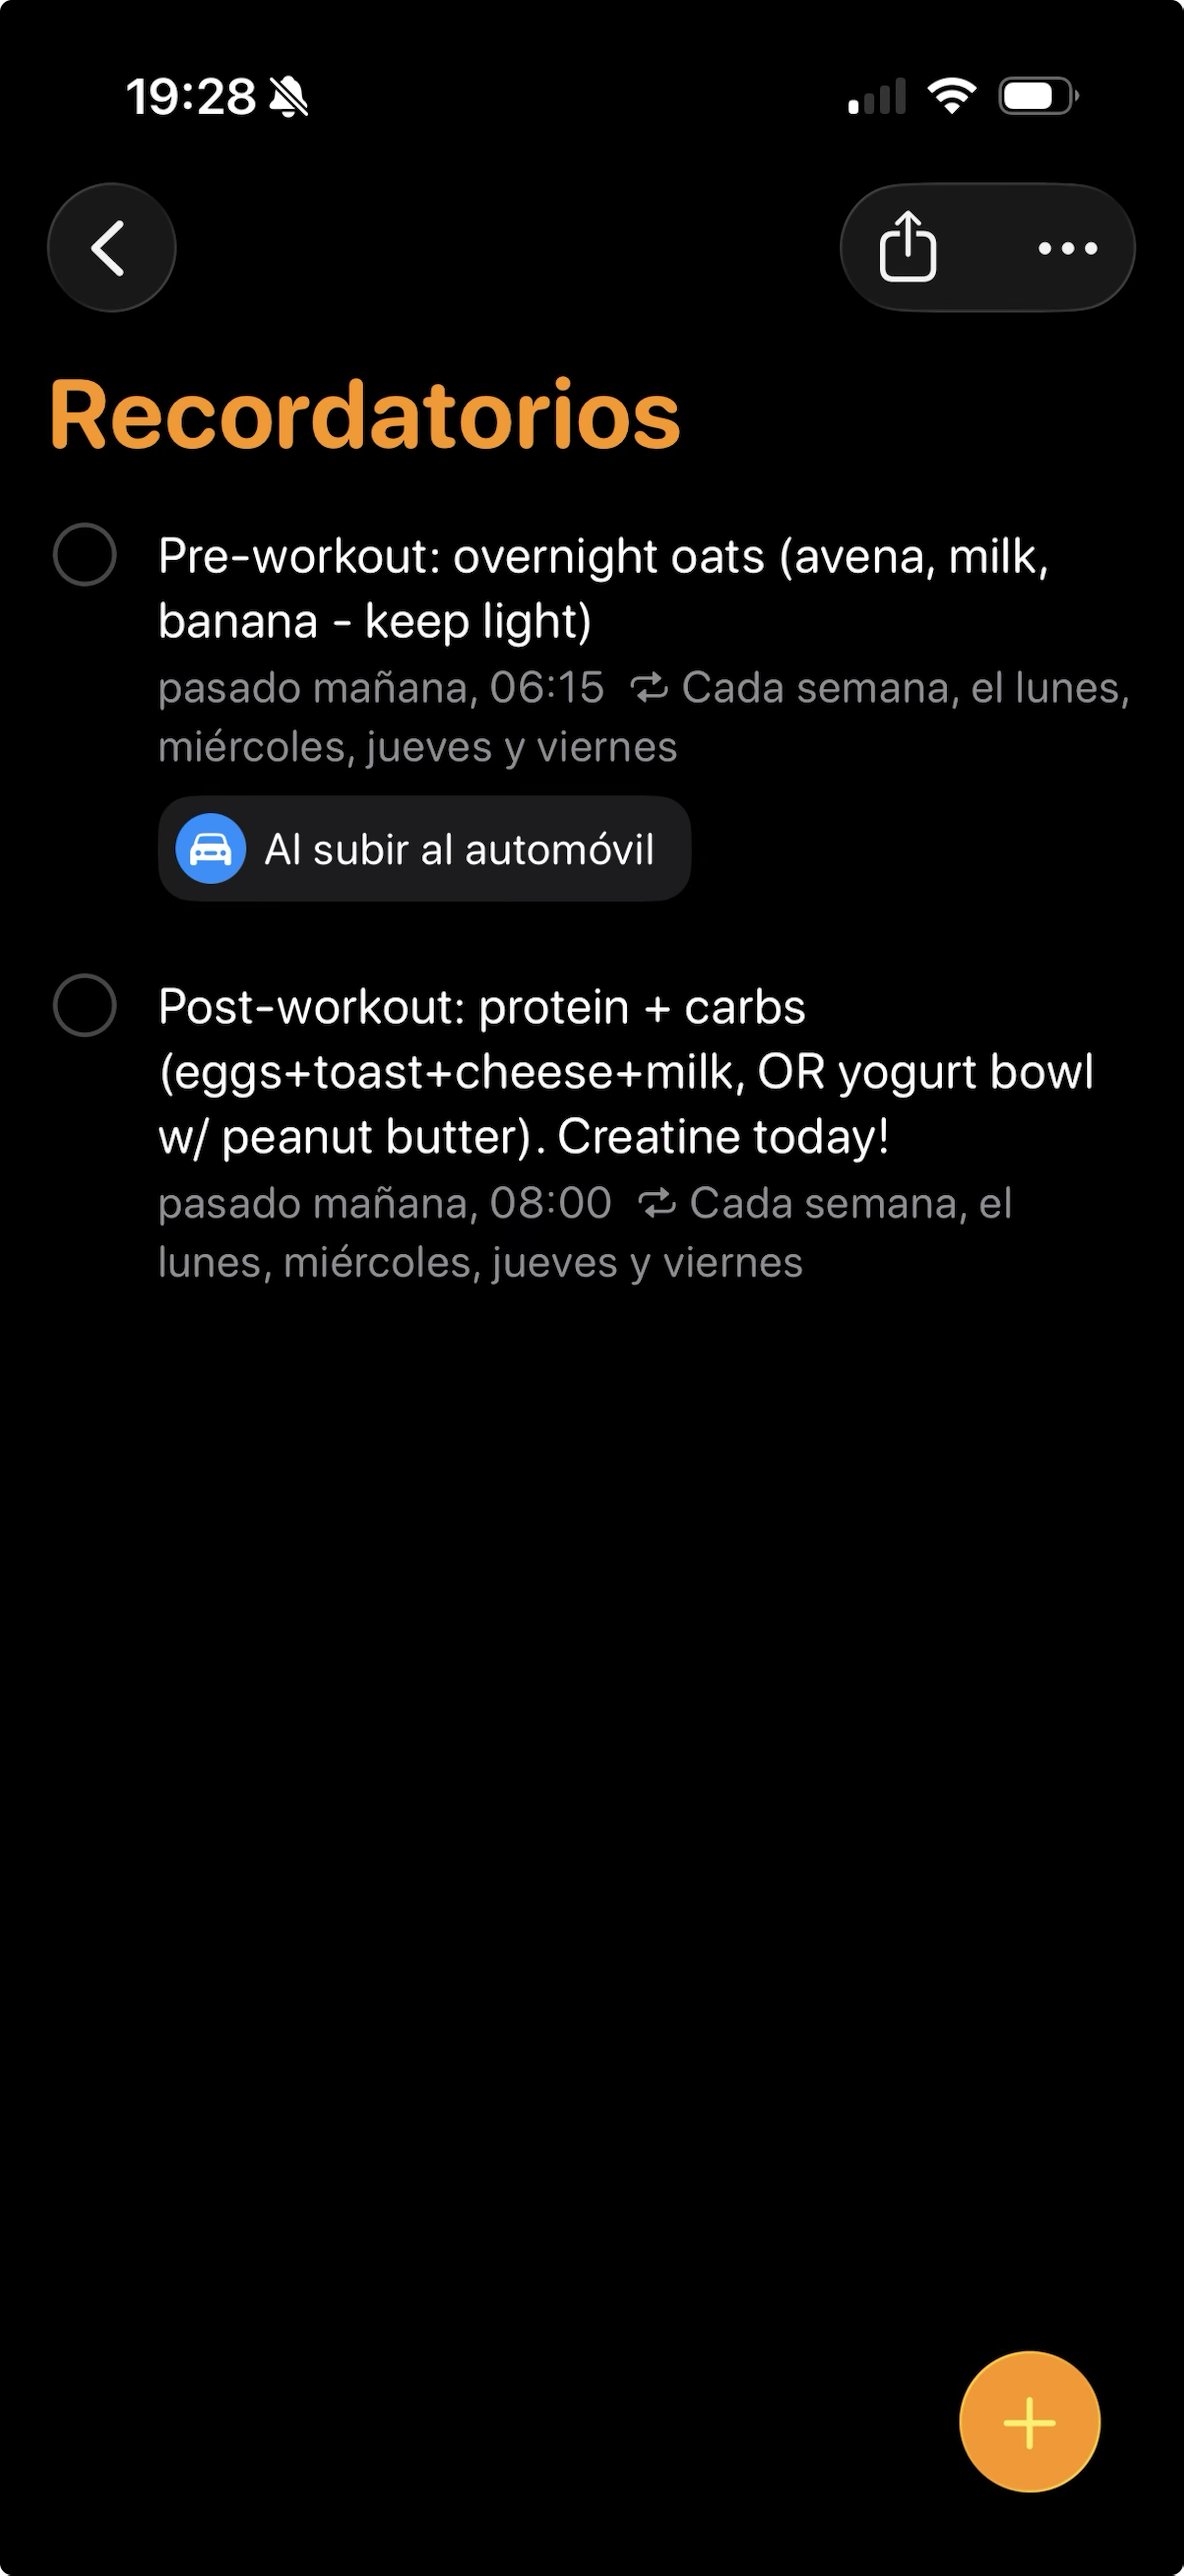 19:28
Recordatorios
Pre-workout: overnight oats (avena, milk,
banana - keep light)
pasado mañana, 06:15 Cada semana, el lunes,
miércoles, jueves y viernes
Al subir al automóvil
Post-workout: protein + carbs
(eggs+toast+cheese+milk, OR yogurt bowl
w/ peanut butter). Creatine today!
pasado mañana, 08:00 Cada semana, el
lunes, miércoles, jueves y viernes